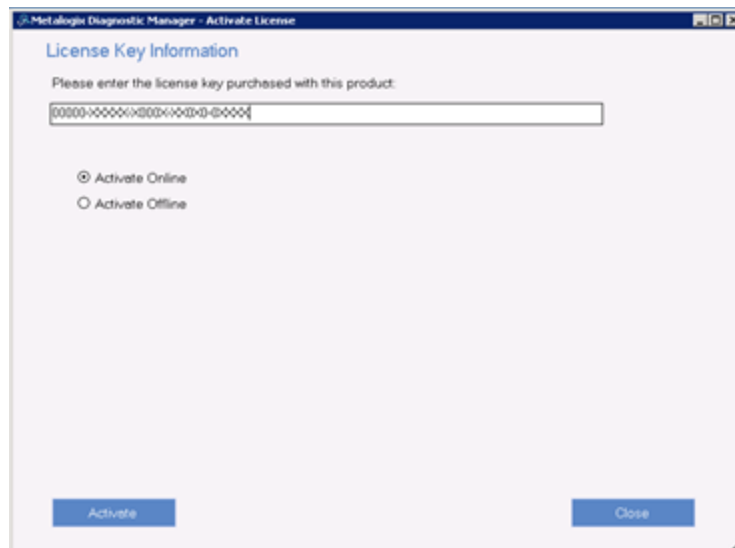 Metalogix Diagnostic Manager - Activate License
License Key Information
Please enter the license key purchased with this product:
Activate Online
Activate Offline
Activate
Close